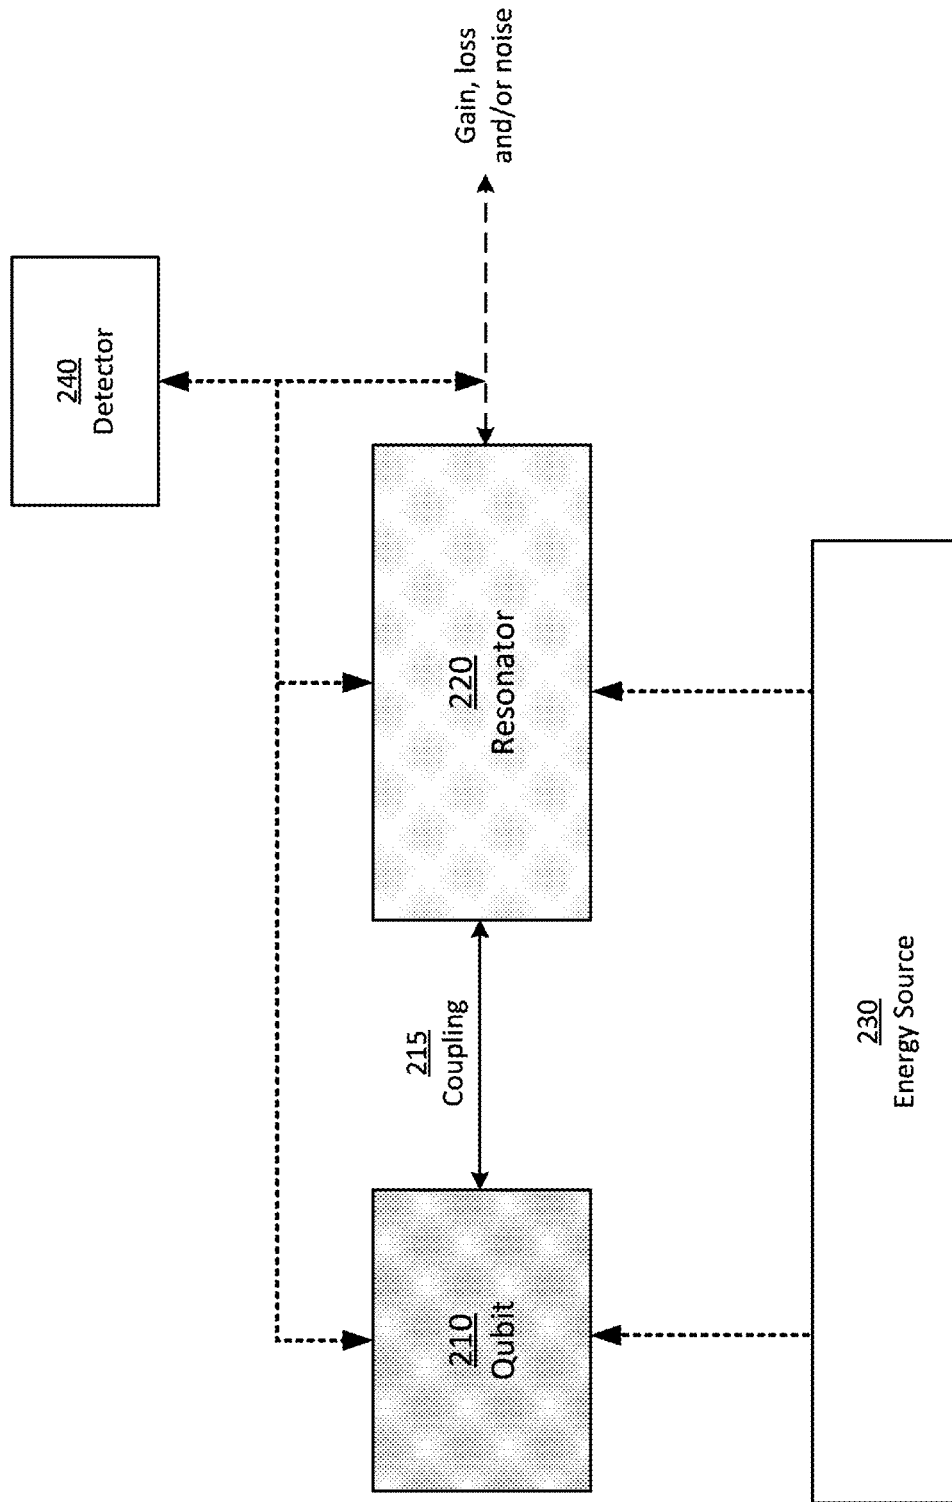 240
Detector
Gain, loss
and/or noise
210
Qubit
215
Coupling
220
Resonator
230
Energy Source